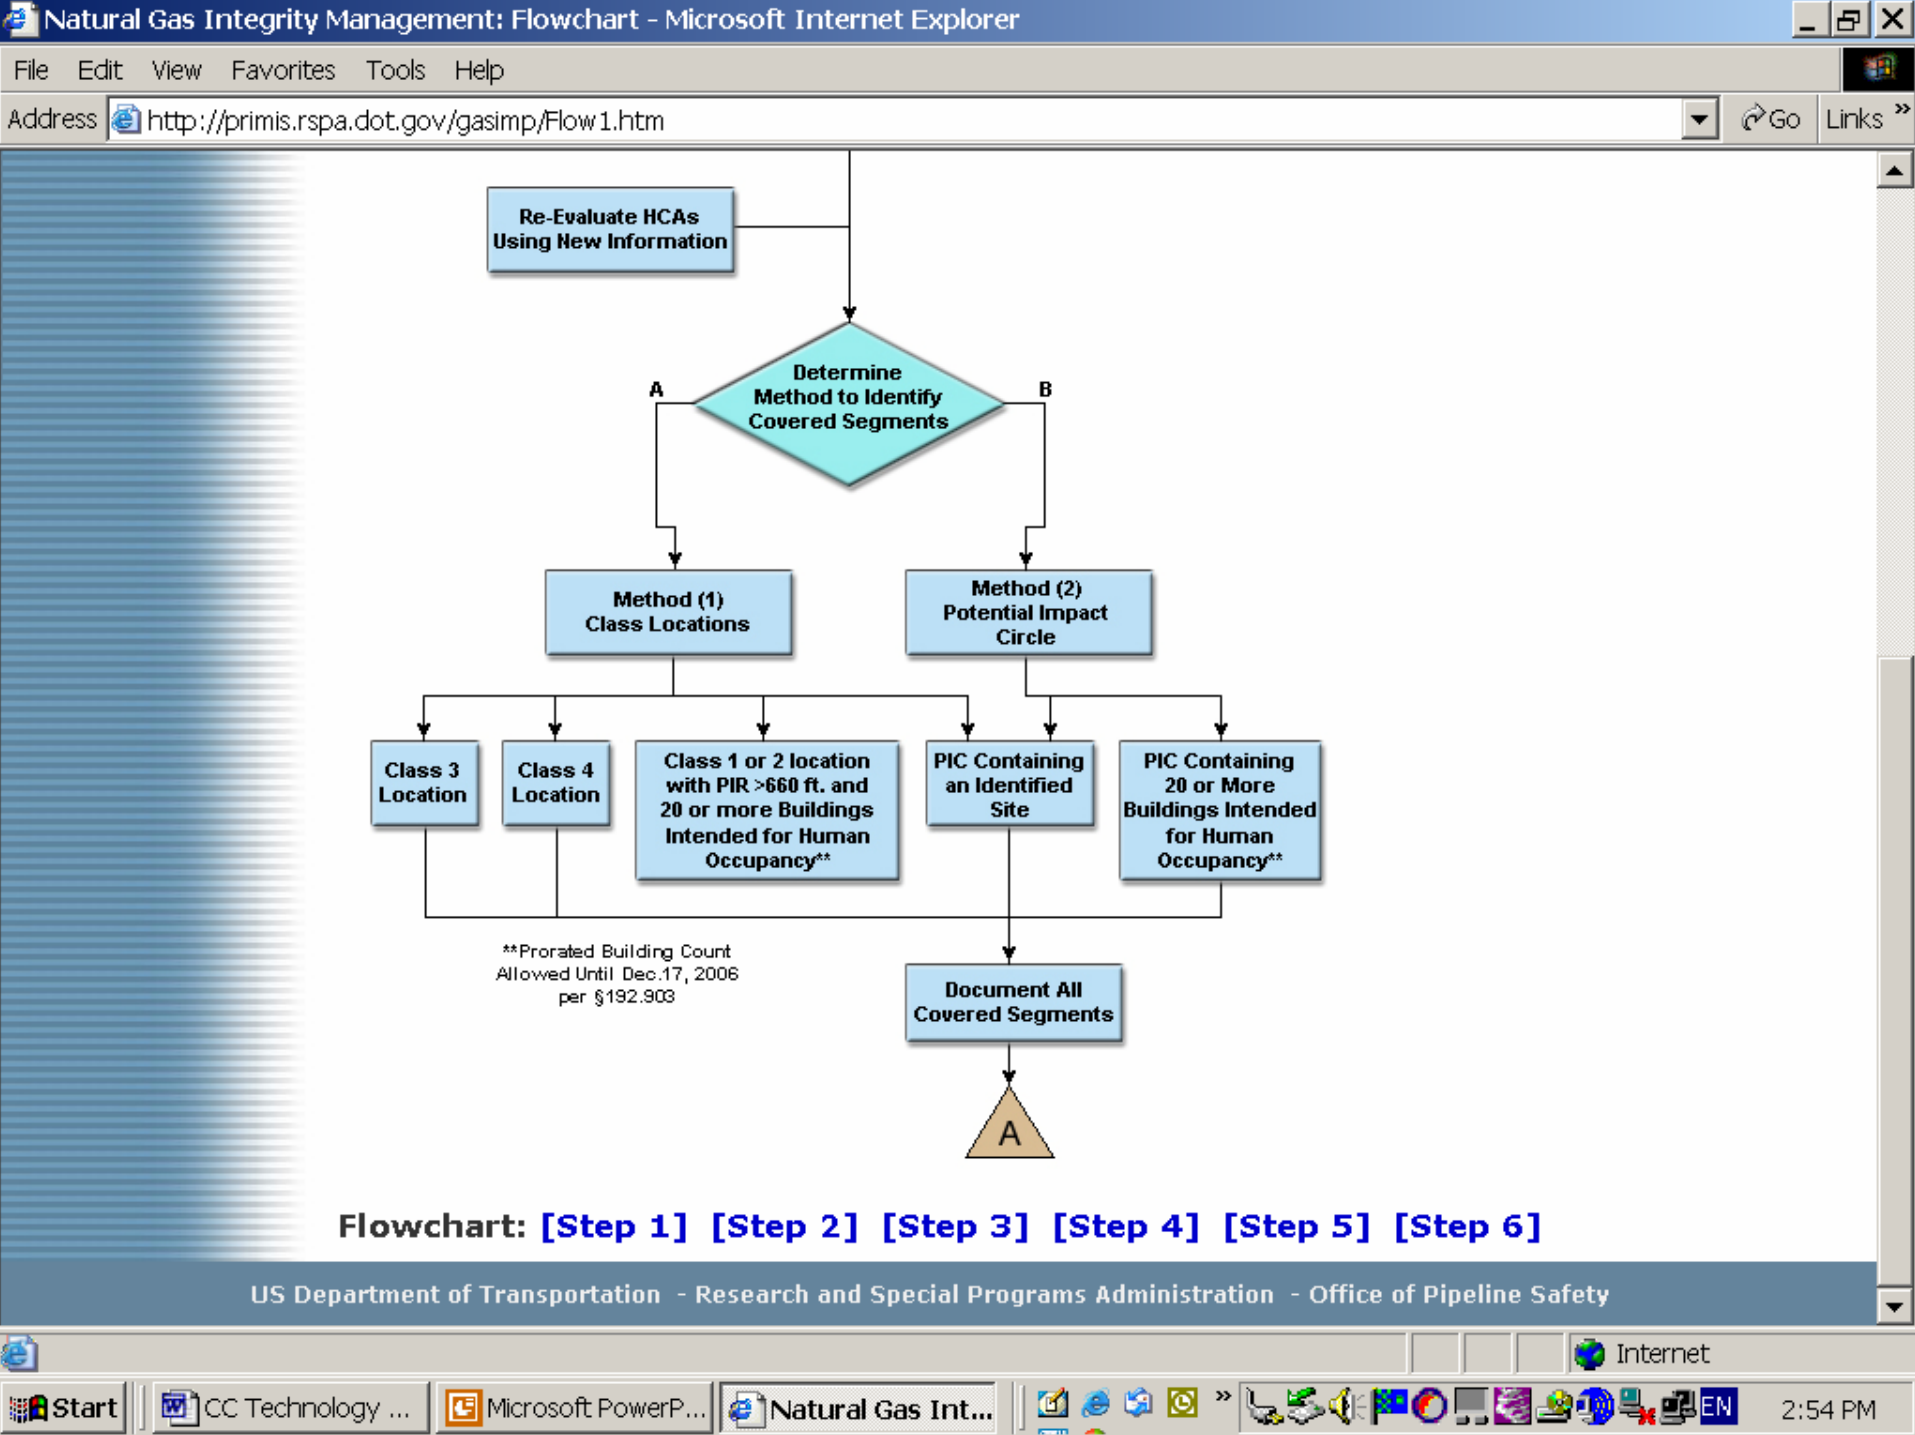 Natural Gas Integrity Management: Flowchart - Microsoft Internet Explorer
File Edit View Favorites Tools Help
Address http://primis.rspa.dot.gov/gasimp/Flow1.htm Go Links »
Re-Evaluate HCAs
Using New Information
Determine
Method to Identify
Covered Segments
A
B
Method (1)
Class Locations
Method (2)
Potential Impact
Circle
Class 3
Location
Class 4
Location
Class 1 or 2 location
with PIR >660 ft. and
20 or more Buildings
Intended for Human
Occupancy**
PIC Containing
an Identified
Site
PIC Containing
20 or More
Buildings Intended
for Human
Occupancy**
**Prorated Building Count
Allowed Until Dec.17, 2006
per §192.903
Document All
Covered Segments
A
Flowchart: [Step 1] [Step 2] [Step 3] [Step 4] [Step 5] [Step 6]
US Department of Transportation - Research and Special Programs Administration - Office of Pipeline Safety
Internet
Start CC Technology ... Microsoft PowerP... Natural Gas Int... » EN 2:54 PM